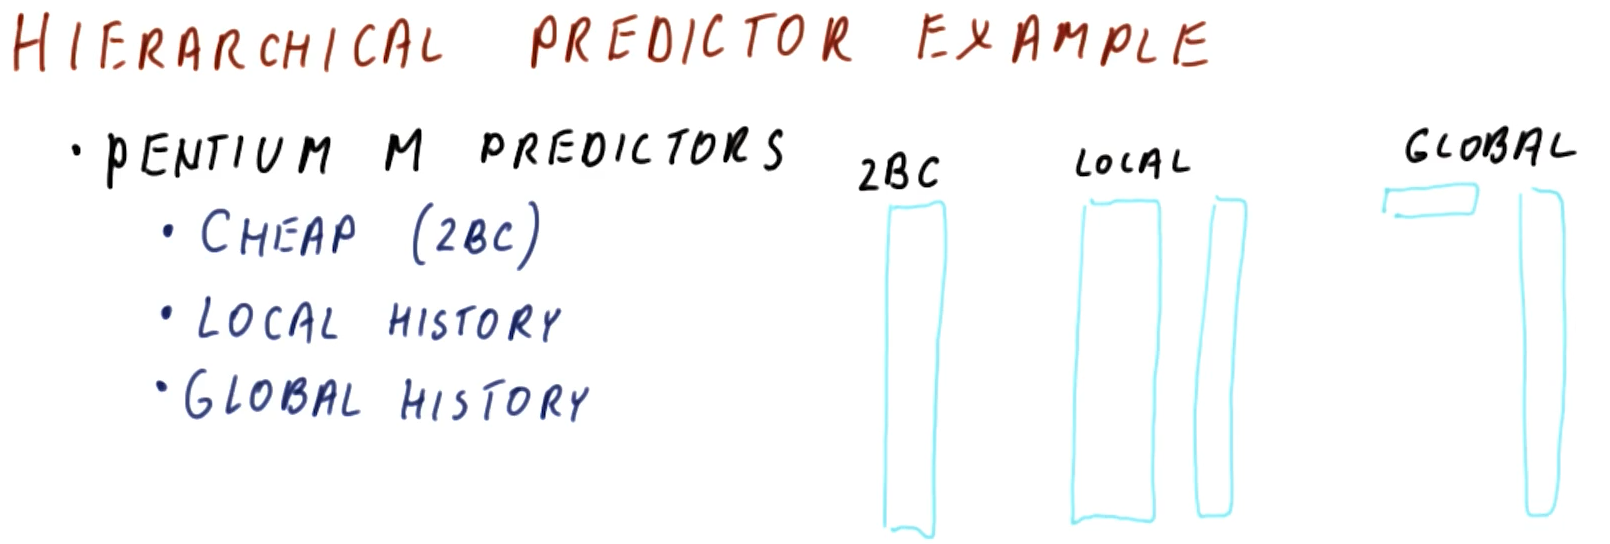 HIERARCHICAL PREDICTOR EXAMPLE
• PENTIUM M PREDICTORS
• CHEAP (2BC)
• LOCAL HISTORY
• GLOBAL HISTORY
2BC
LOCAL
GLOBAL